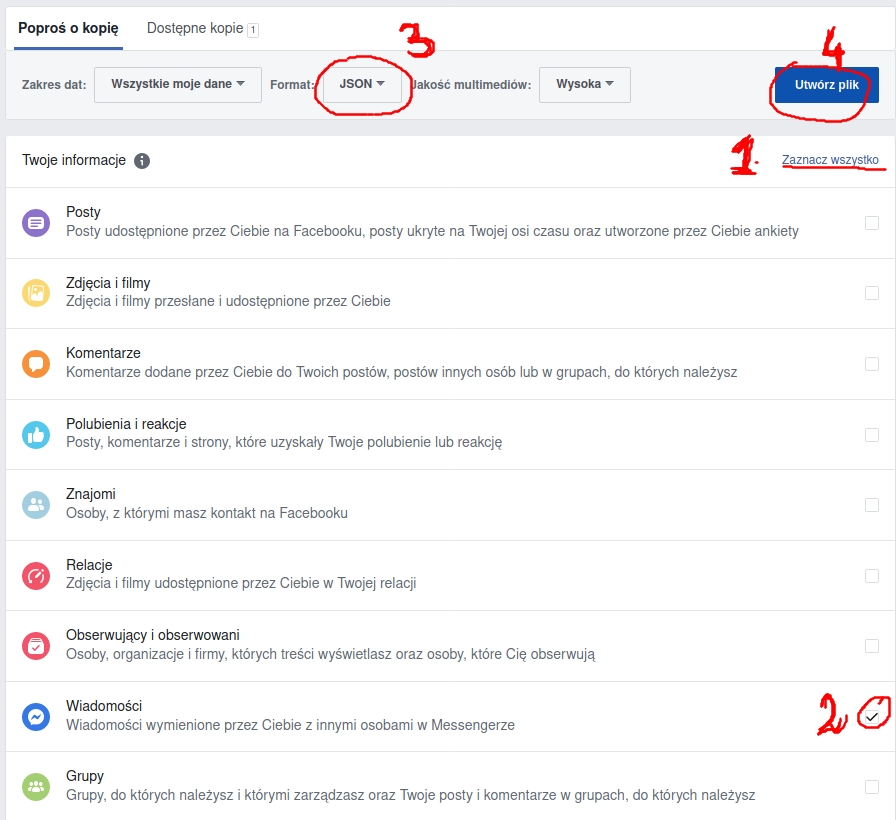 Poproś o kopię Dostępne kopie 1
3
4
Zakres dat: Wszystkie moje dane Format: JSON Jakość multimediów: Wysoka Utwórz plik
Twoje informacje 1. Zaznacz wszystko
Posty
Posty udostępnione przez Ciebie na Facebooku, posty ukryte na Twojej osi czasu oraz utworzone przez Ciebie ankiety
Zdjęcia i filmy
Zdjęcia i filmy przesłane i udostępnione przez Ciebie
Komentarze
Komentarze dodane przez Ciebie do Twoich postów, postów innych osób lub w grupach, do których należysz
Polubienia i reakcje
Posty, komentarze i strony, które uzyskały Twoje polubienie lub reakcję
Znajomi
Osoby, z którymi masz kontakt na Facebooku
Relacje
Zdjęcia i filmy udostępnione przez Ciebie w Twojej relacji
Obserwujący i obserwowani
Osoby, organizacje i firmy, których treści wyświetlasz oraz osoby, które Cię obserwują
Wiadomości
2
Wiadomości wymienione przez Ciebie z innymi osobami w Messengerze
Grupy
Grupy, do których należysz i którymi zarządzasz oraz Twoje posty i komentarze w grupach, do których należysz